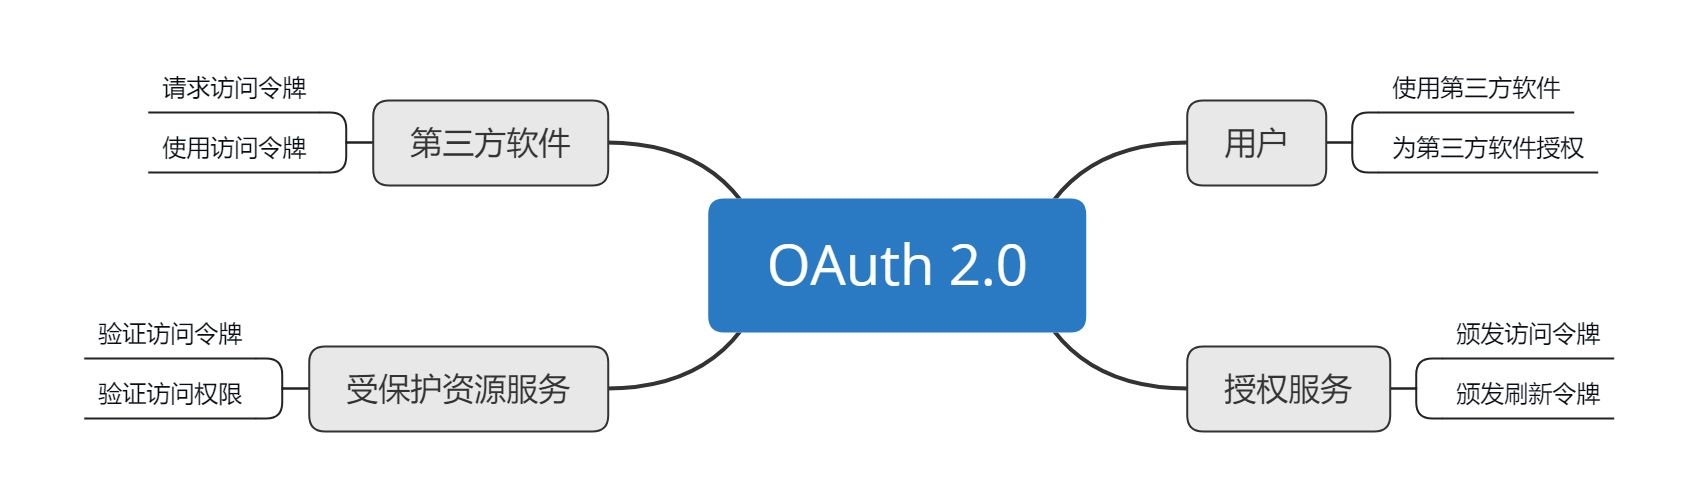 请求访问令牌
使用访问令牌
第三方软件
用户
使用第三方软件
为第三方软件授权
OAuth 2.0
验证访问令牌
验证访问权限
受保护资源服务
授权服务
颁发访问令牌
颁发刷新令牌